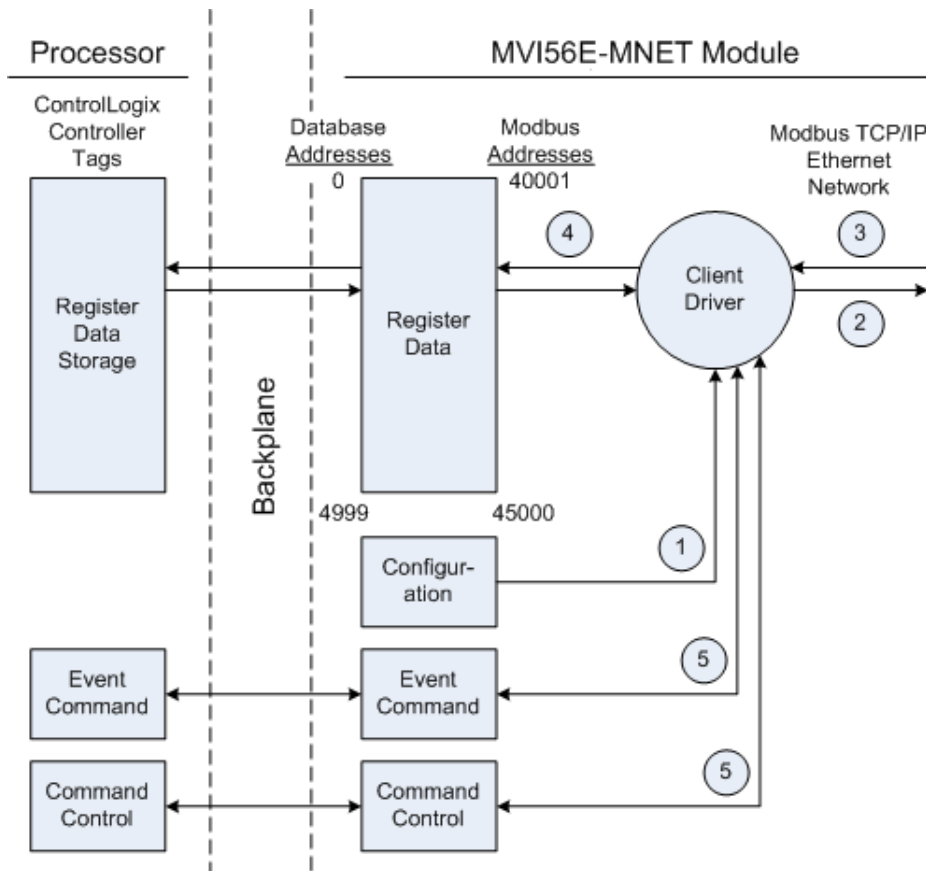 Processor
MVI56E-MNET Module
ControlLogix
Controller
Tags
Database
Addresses
0
Modbus
Addresses
40001
Modbus TCP/IP
Ethernet
Network
4
3
Client
Driver
2
Register
Data
Storage
Register
Data
Backplane
4999
45000
1
Configur-
ation
5
Event
Command
Event
Command
5
Command
Control
Command
Control